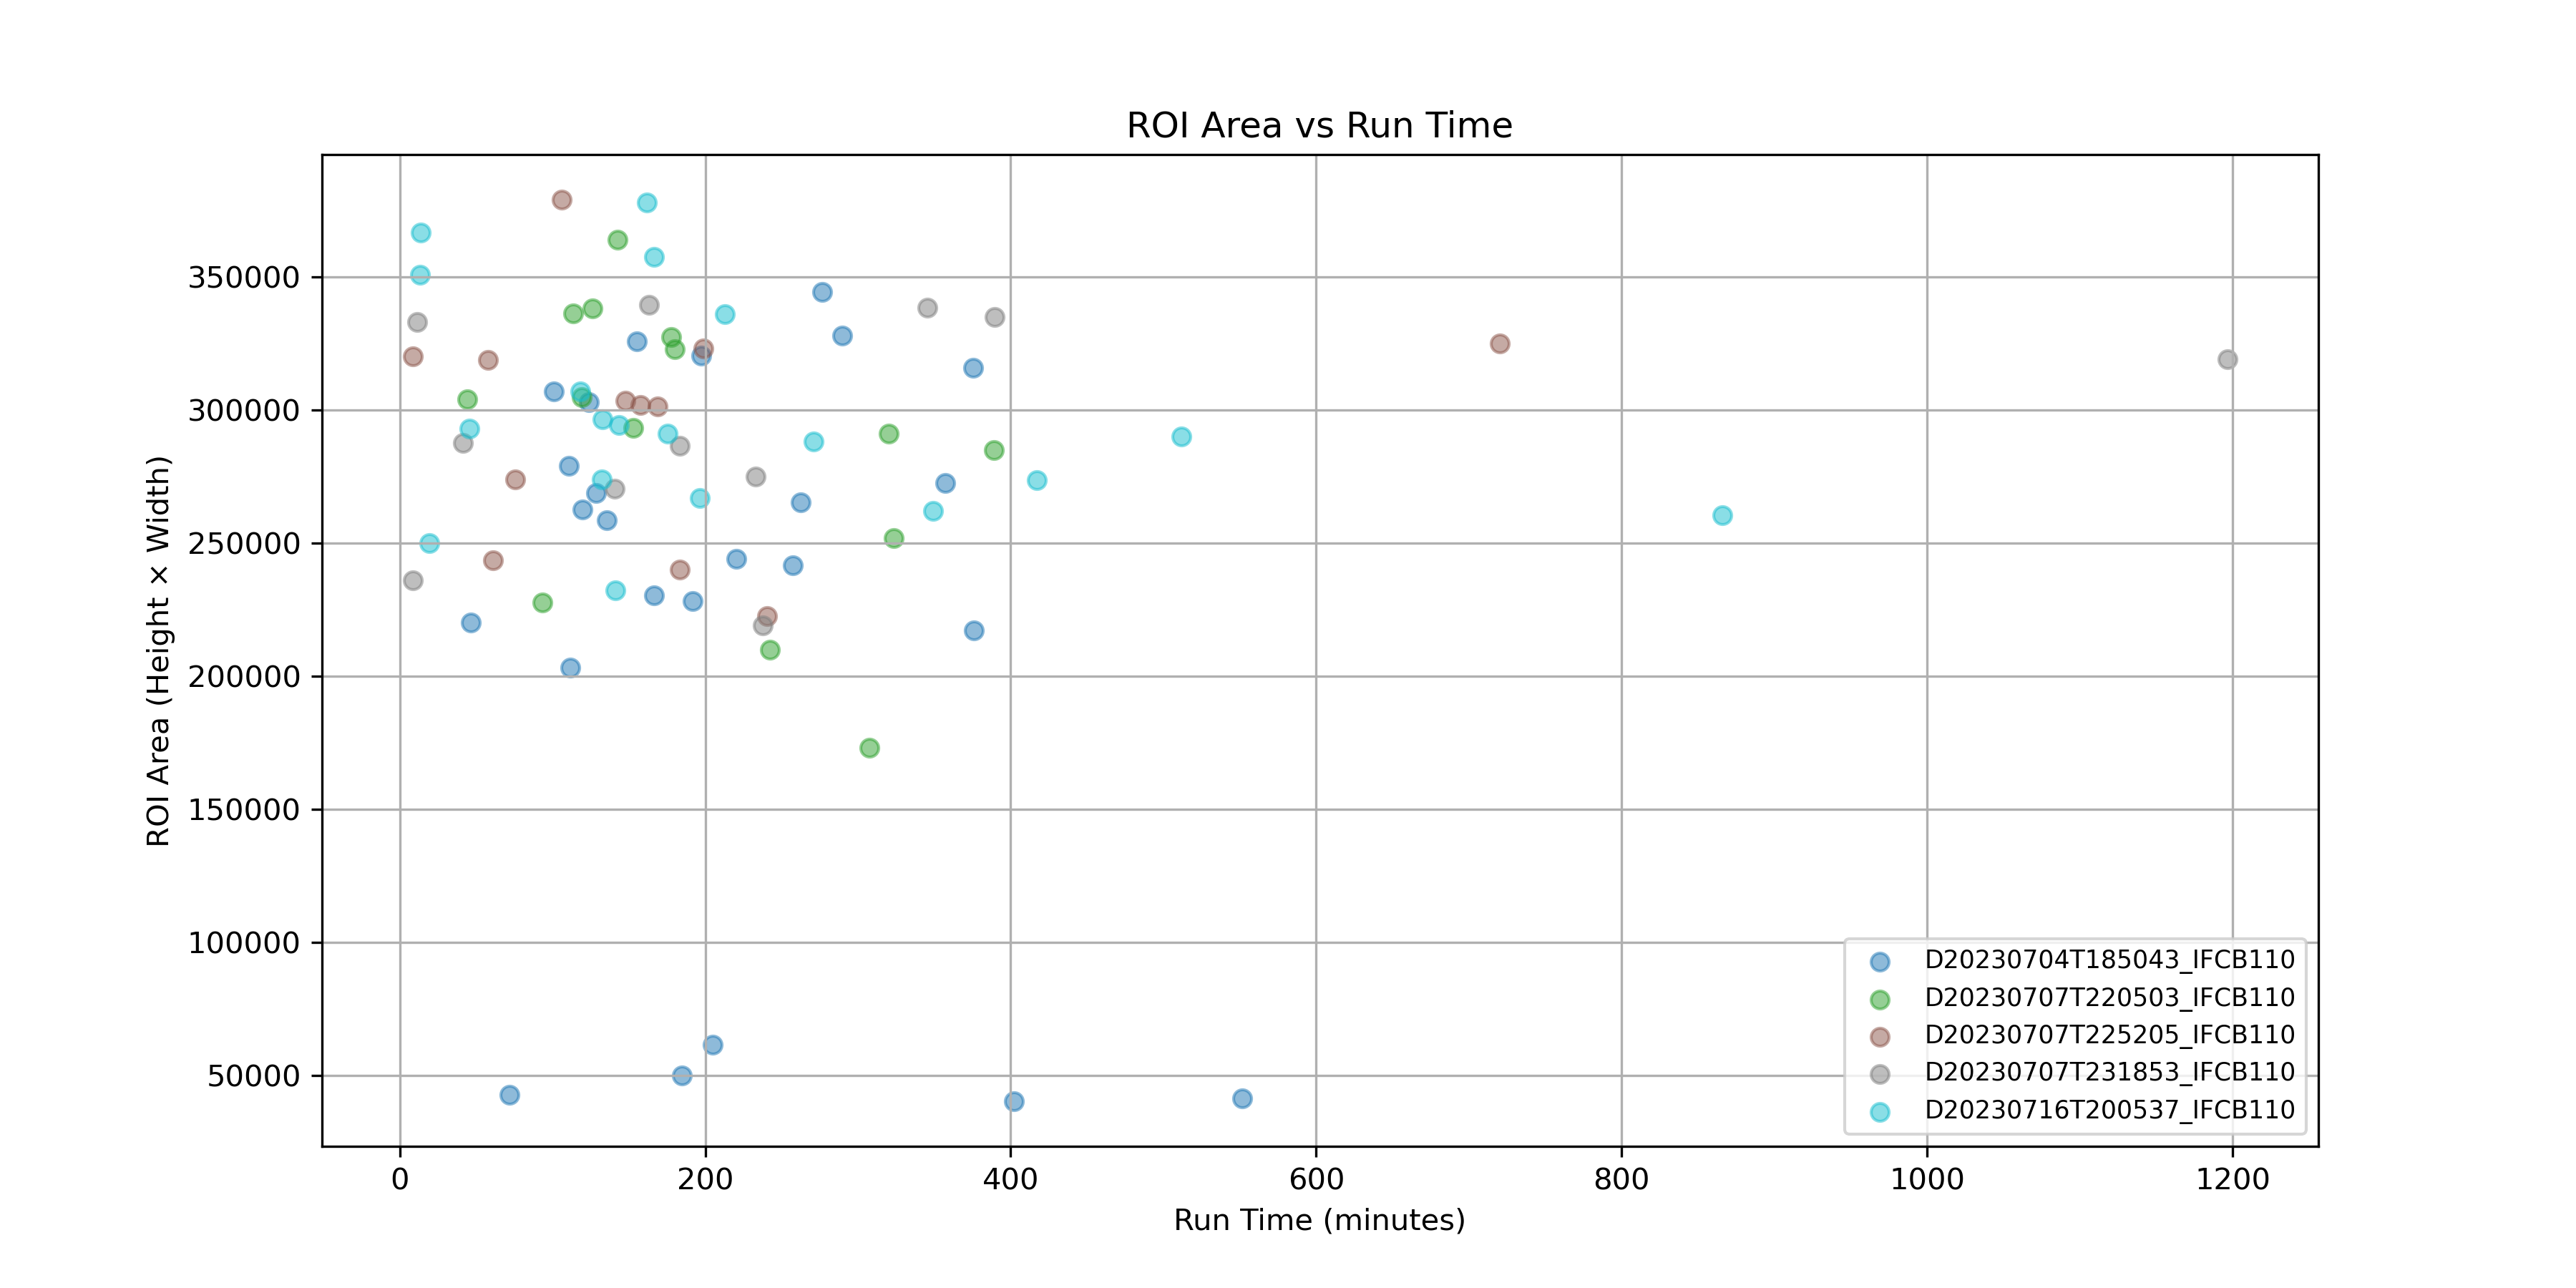 ROI Area vs Run Time
ROI Area (Height × Width)
350000
300000
250000
200000
150000
100000
50000
0 200 400 600 800 1000 1200
Run Time (minutes)
D20230704T185043_IFCB110
D20230707T220503_IFCB110
D20230707T225205_IFCB110
D20230707T231853_IFCB110
D20230716T200537_IFCB110